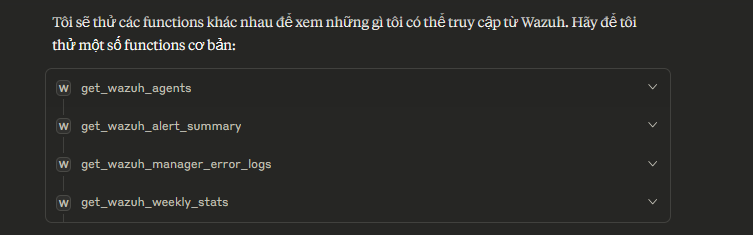 Tôi sẽ thử các functions khác nhau để xem những gì tôi có thể truy cập từ Wazuh. Hãy để tôi
thử một số functions cơ bản:
W get_wazuh_agents
W get_wazuh_alert_summary
W get_wazuh_manager_error_logs
W get_wazuh_weekly_stats